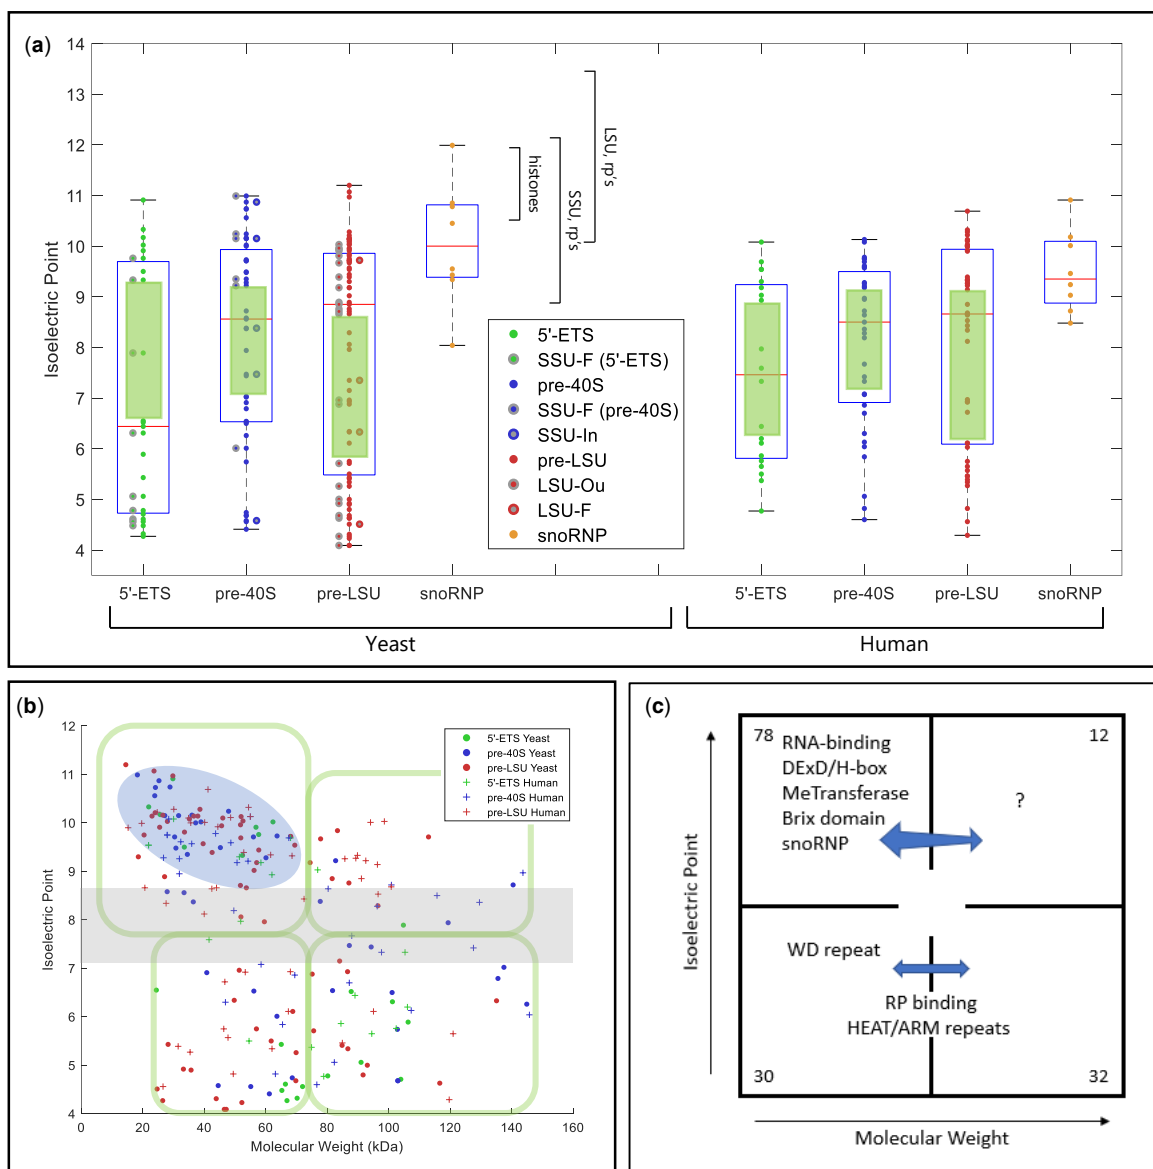 (a)
14
13
12
11
10
9
8
7
6
5
4
Isoelectric Point
LSU, rp's
SSU, rp's
histones
5'-ETS
SSU-F (5'-ETS)
pre-40S
SSU-F (pre-40S)
SSU-In
pre-LSU
LSU-Ou
LSU-F
snoRNP
5'-ETS pre-40S pre-LSU snoRNP 5'-ETS pre-40S pre-LSU snoRNP
Yeast Human
(b)
12
11
10
9
8
7
6
5
4
Isoelectric Point
5'-ETS Yeast
pre-40S Yeast
pre-LSU Yeast
5'-ETS Human
pre-40S Human
pre-LSU Human
0 20 40 60 80 100 120 140 160
Molecular Weight (kDa)
(c)
78 RNA-binding 12
DExD/H-box
MeTransferase
Brix domain
snoRNP
?
WD repeat
RP binding
HEAT/ARM repeats
30 32
Isoelectric Point
Molecular Weight